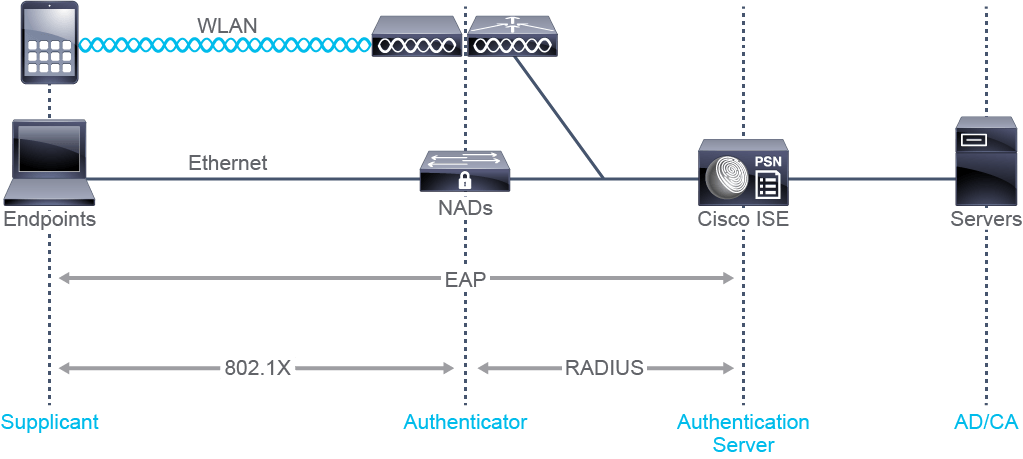 WLAN
Ethernet
PSN
Endpoints
NADs
Cisco ISE
Servers
EAP
802.1X
RADIUS
Supplicant
Authenticator
Authentication
Server
AD/CA